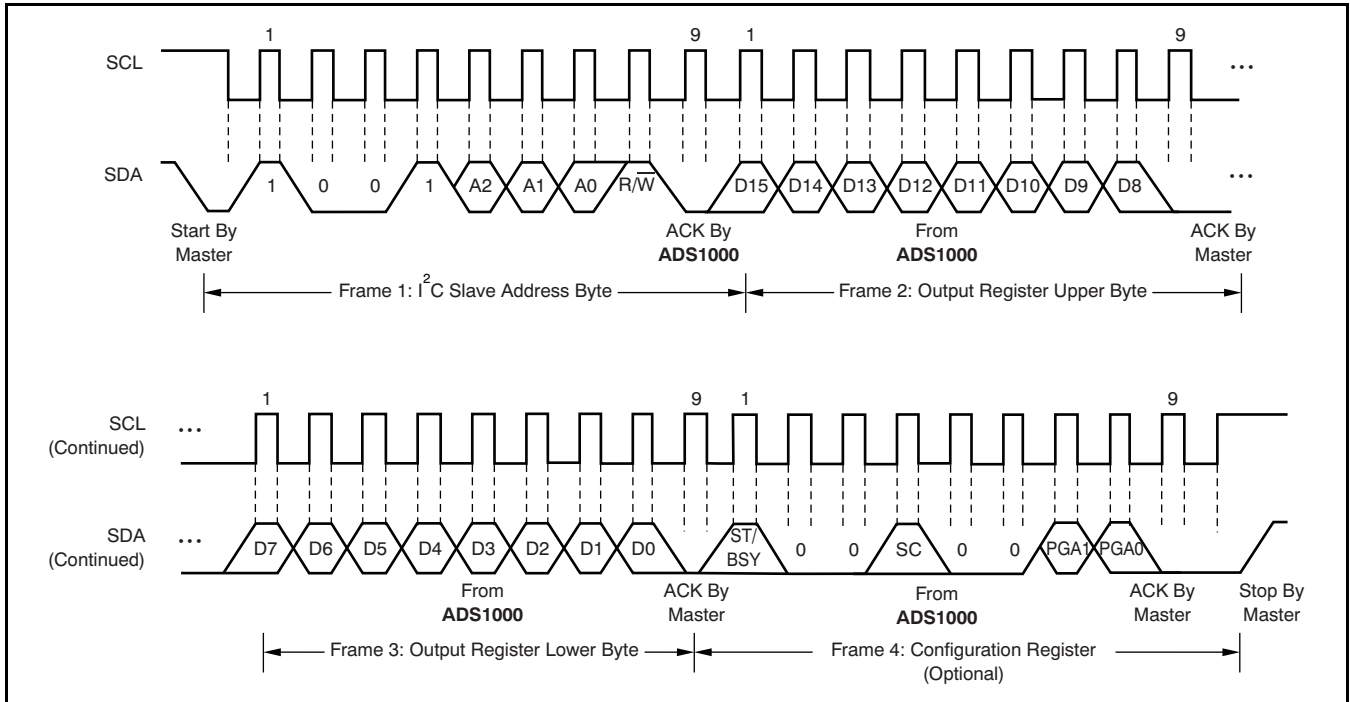 1 9 1 9
SCL ...
SDA 1 0 0 1 A2 A1 A0 R/W̅ D15 D14 D13 D12 D11 D10 D9 D8 ...
Start By Master
ACK By ADS1000
From ADS1000
ACK By Master
Frame 1: I²C Slave Address Byte
Frame 2: Output Register Upper Byte
1 9 1 9
SCL (Continued) ...
SDA (Continued) ... D7 D6 D5 D4 D3 D2 D1 D0 ST/BSY 0 0 SC 0 0 PGA1 PGA0
From ADS1000
ACK By Master
From ADS1000
ACK By Master
Stop By Master
Frame 3: Output Register Lower Byte
Frame 4: Configuration Register
(Optional)